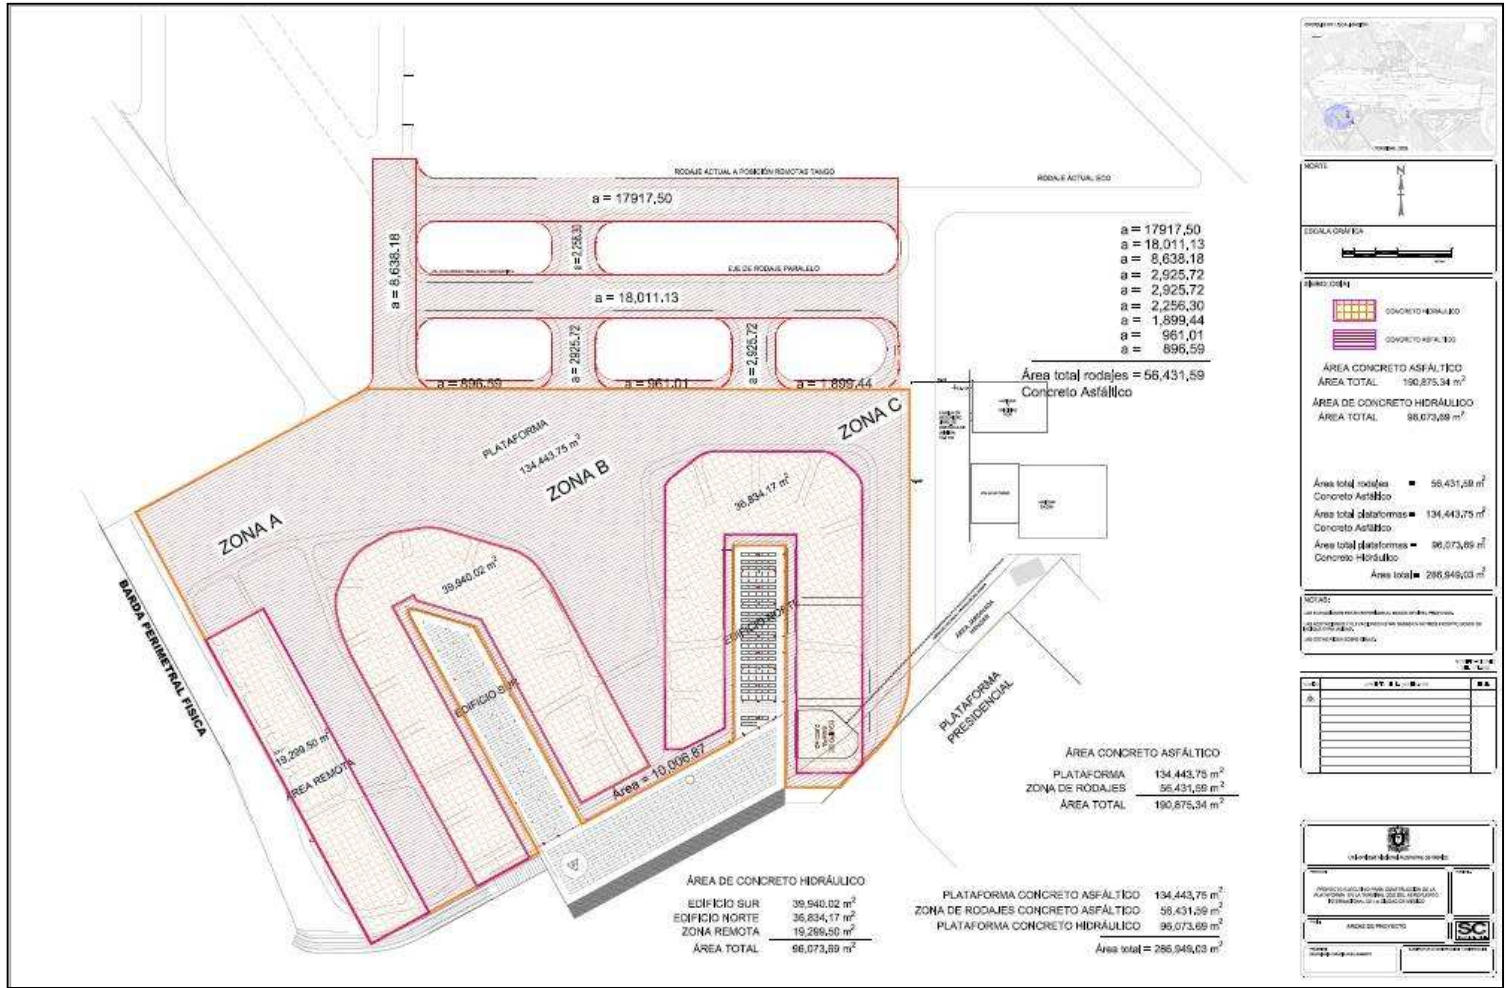 RODAJE ACTUAL A POSICIÓN REMOTAS TANGO
RODAJE ACTUAL ECO
a = 17917,50
a = 8,638.18
a = 2,256.30
EJE DE RODAJE PARALELO
a = 18,011.13
a = 2925.72
a = 2,925.72
a = 896.59
a = 961.01
a = 1,899.44
a = 17917,50
a = 18,011,13
a = 8,638.18
a = 2,925.72
a = 2,925.72
a = 2,256,30
a = 1,899,44
a = 961,01
a = 896,59
Área total rodajes = 56,431,59
Concreto Asfáltico
PLATAFORMA
134,443.75 m²
ZONA A
ZONA B
ZONA C
36,834.17 m²
39,940.02 m²
19,299.50 m²
ÁREA REMOTA
EDIFICIO SUR
EDIFICIO NORTE
Área = 10,006.87
BARDA PERIMETRAL FISICA
PLATAFORMA
PRESIDENCIAL
ÁREA CONCRETO ASFÁLTICO
PLATAFORMA 134,443,75 m²
ZONA DE RODAJES 56,431,59 m²
ÁREA TOTAL 190,875,34 m²
ÁREA DE CONCRETO HIDRÁULICO
EDIFICIO SUR 39,940.02 m²
EDIFICIO NORTE 36,834,17 m²
ZONA REMOTA 19,299,50 m²
ÁREA TOTAL 96,073,69 m²
PLATAFORMA CONCRETO ASFÁLTICO 134,443,75 m²
ZONA DE RODAJES CONCRETO ASFÁLTICO 56,431,59 m²
PLATAFORMA CONCRETO HIDRÁULICO 96,073.69 m²
Área total = 286,949,03 m²
NORTE
N
ESCALA GRÁFICA
CONCRETO HIDRÁULICO
CONCRETO ASFÁLTICO
ÁREA CONCRETO ASFÁLTICO
ÁREA TOTAL 190,875.34 m²
ÁREA DE CONCRETO HIDRÁULICO
ÁREA TOTAL 96,073,69 m²
Área total rodajes = 56,431,59 m²
Concreto Asfáltico
Área total plataformas = 134,443,75 m²
Concreto Asfáltico
Área total plataformas = 96,073,69 m²
Concreto Hidráulico
Área total = 286,949,03 m²
NOTAS:
UNIVERSIDAD NACIONAL AUTÓNOMA DE MÉXICO
AREAS DE PROYECTO
SC